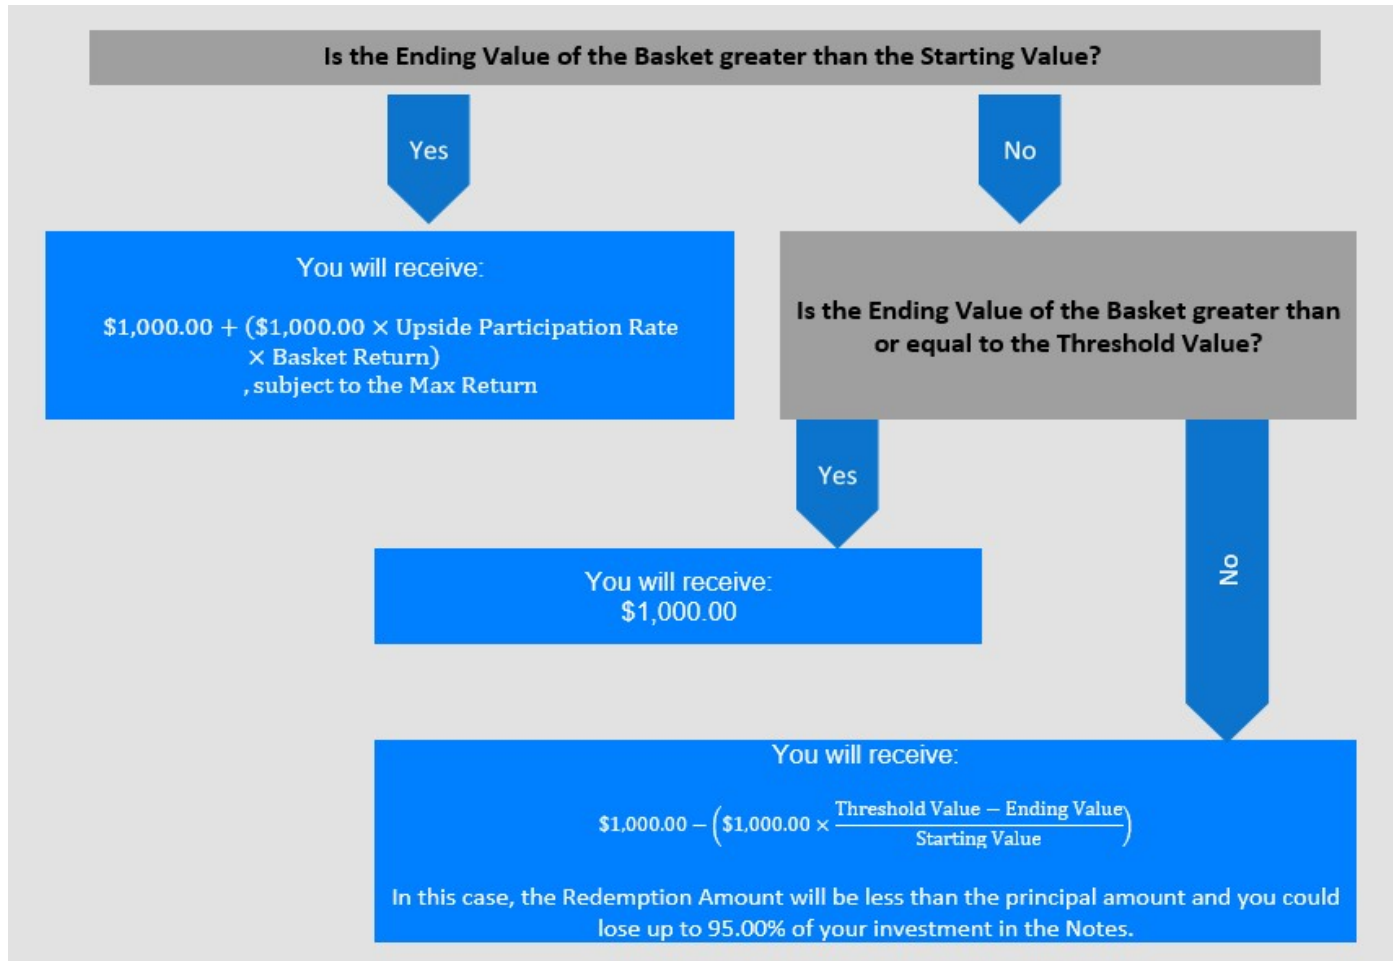 Is the Ending Value of the Basket greater than the Starting Value?
Yes
No
You will receive:
$1,000.00 + ($1,000.00 × Upside Participation Rate
× Basket Return)
, subject to the Max Return
Is the Ending Value of the Basket greater than
or equal to the Threshold Value?
Yes
No
You will receive:
$1,000.00
You will receive:
$1,000.00 − ($1,000.00 × (Threshold Value − Ending Value) / Starting Value)
In this case, the Redemption Amount will be less than the principal amount and you could
lose up to 95.00% of your investment in the Notes.